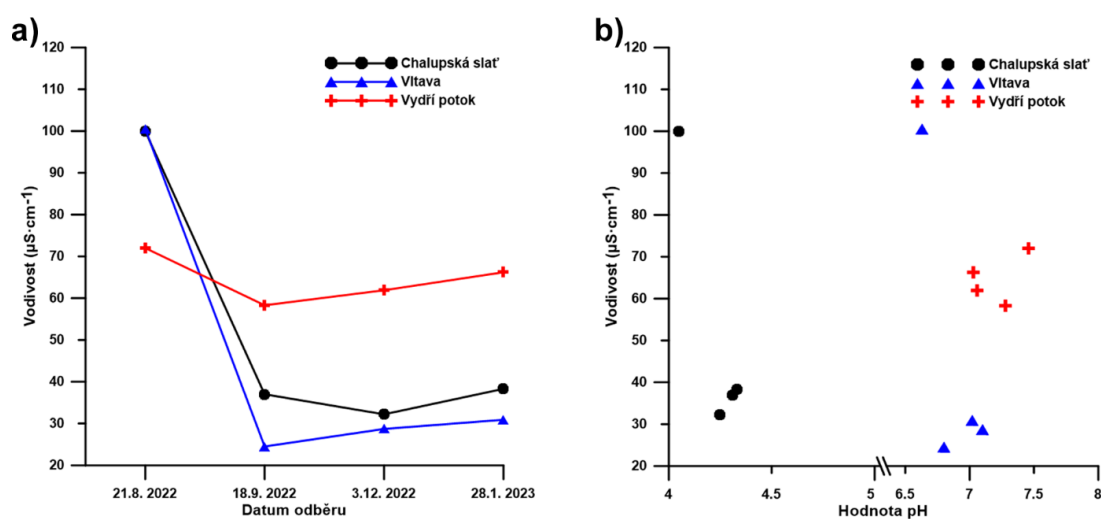 a)
120
110
100
90
80
70
60
50
40
30
20
Vodivost (µS·cm⁻¹)
Chalupská slať
Vltava
Vydří potok
21.8. 2022 18.9. 2022 3.12. 2022 28.1. 2023
Datum odběru
b)
120
110
100
90
80
70
60
50
40
30
20
Vodivost (µS·cm⁻¹)
Chalupská slať
Vltava
Vydří potok
4 4.5 5 6.5 7 7.5 8
Hodnota pH